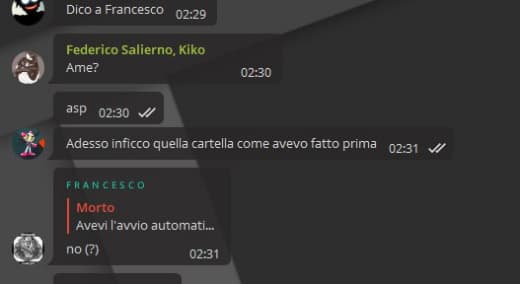 Dico a Francesco 02:29
Federico Salierno, Kiko
Ame? 02:30
asp 02:30
Adesso inficco quella cartella come avevo fatto prima 02:31
FRANCESCO
Morto
Avevi l'avvio automati...
no (?) 02:31